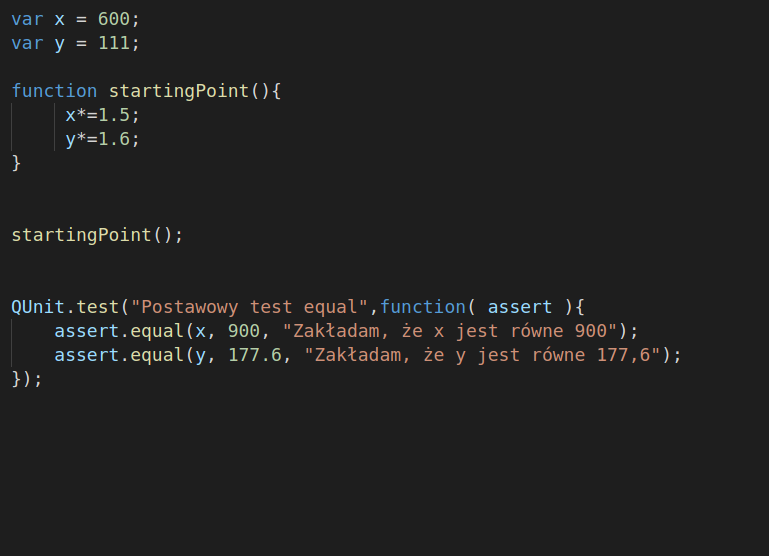 var x = 600;
var y = 111;
function startingPoint(){
x*=1.5;
y*=1.6;
}
startingPoint();
QUnit.test("Postawowy test equal",function( assert ){
assert.equal(x, 900, "Zakładam, że x jest równe 900");
assert.equal(y, 177.6, "Zakładam, że y jest równe 177,6");
});